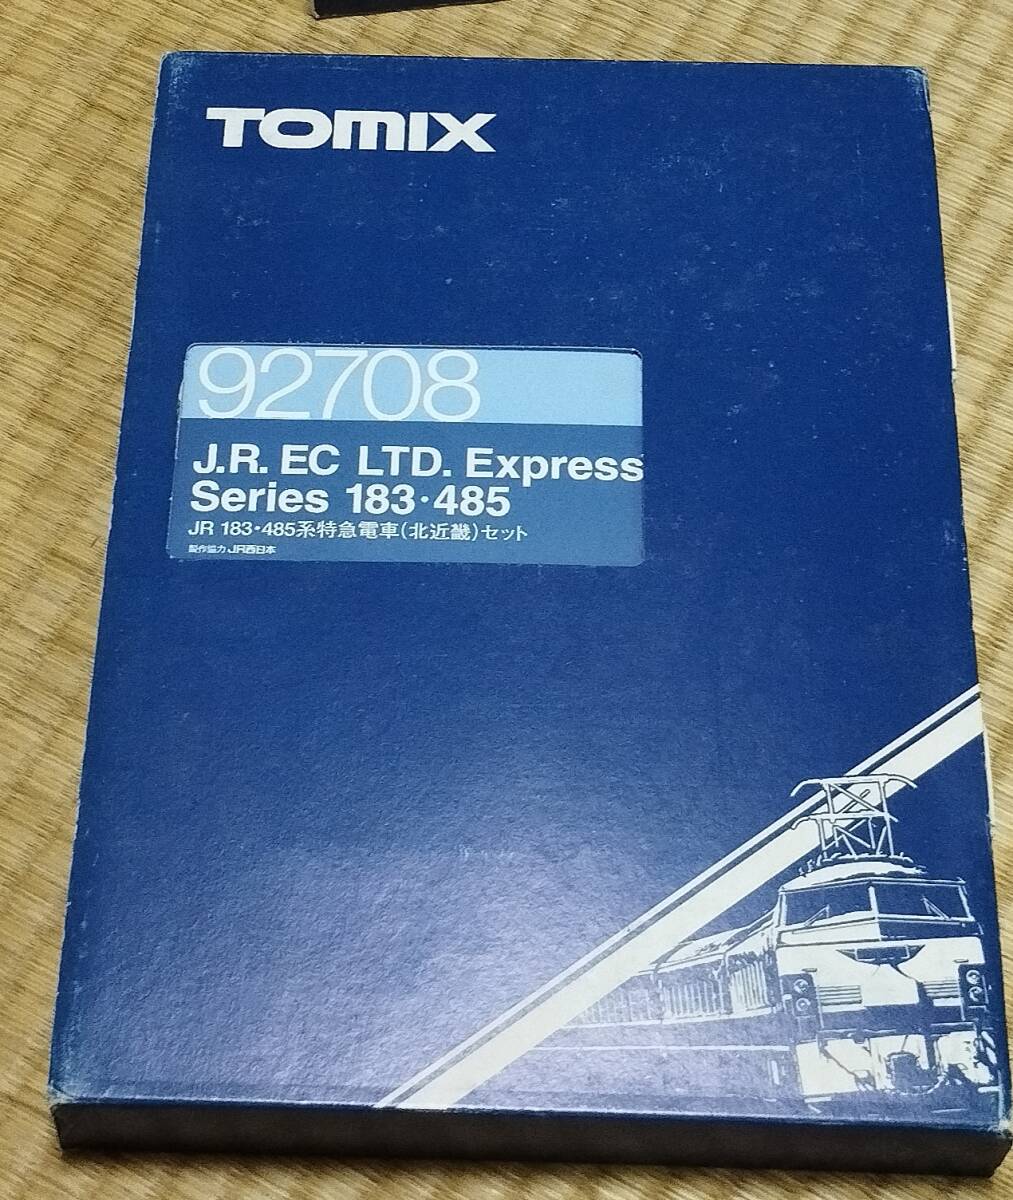 TOMIX
92708
J.R. EC LTD. Express
Series 183・485
JR 183・485系特急電車(北近畿)セット
製作協力 JR西日本